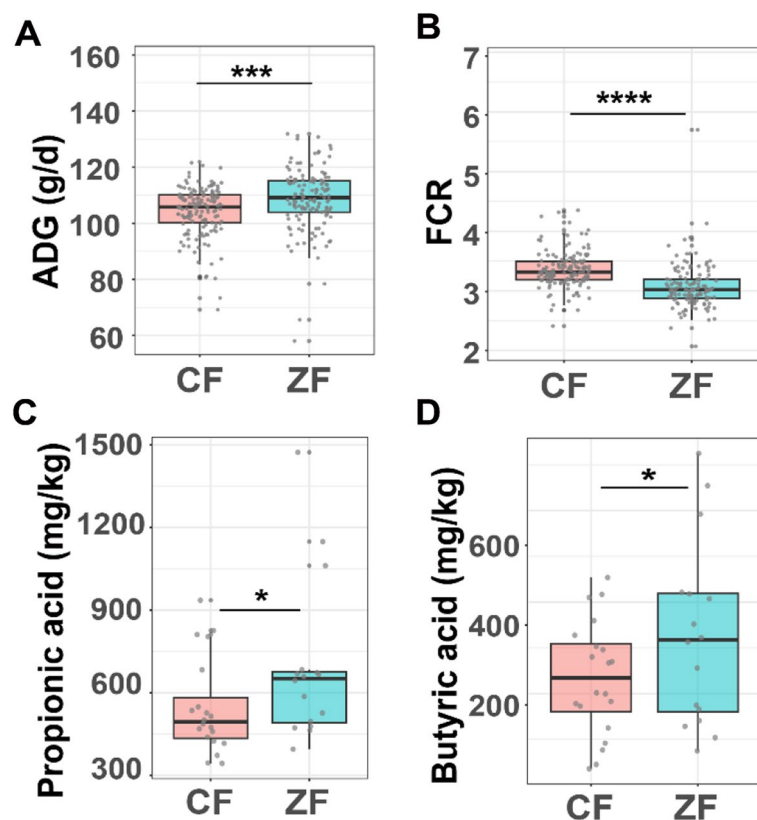 A
ADG (g/d)
160
140
120
100
80
60
***
CF ZF
B
FCR
7
6
5
4
3
2
****
CF ZF
C
Propionic acid (mg/kg)
1500
1200
900
600
300
*
CF ZF
D
Butyric acid (mg/kg)
600
400
200
*
CF ZF